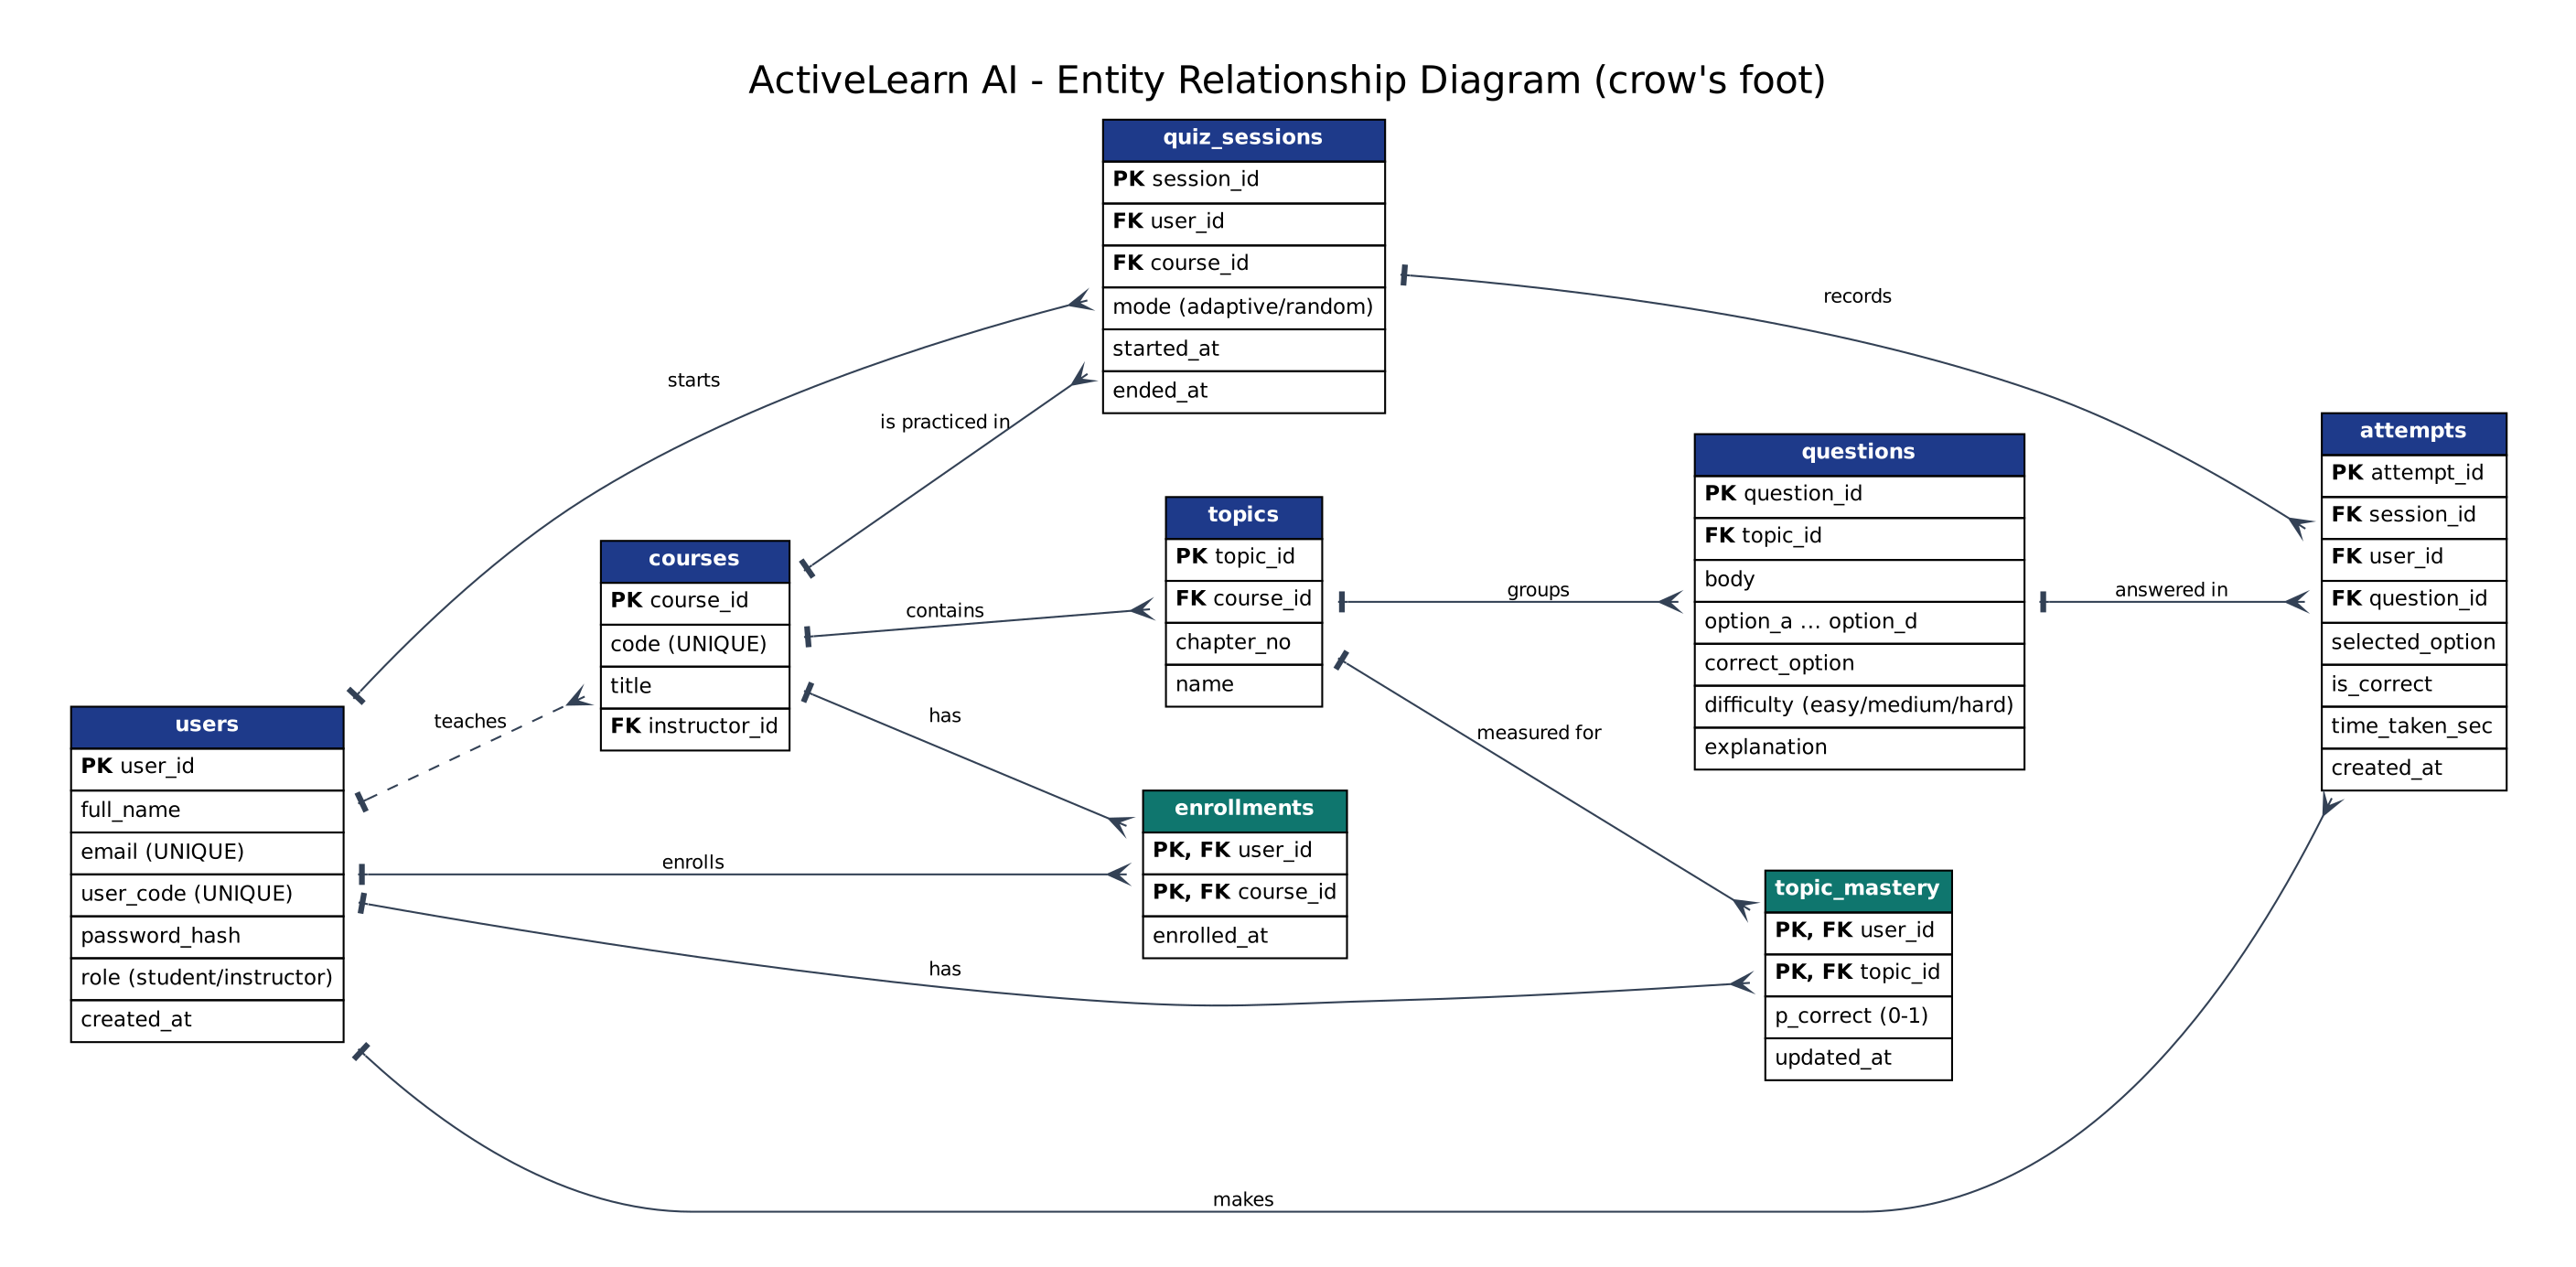 ActiveLearn AI - Entity Relationship Diagram (crow's foot)
quiz_sessions
PK session_id
FK user_id
FK course_id
mode (adaptive/random)
started_at
ended_at
records
starts
is practiced in
attempts
PK attempt_id
FK session_id
FK user_id
FK question_id
selected_option
is_correct
time_taken_sec
created_at
questions
PK question_id
FK topic_id
body
option_a ... option_d
correct_option
difficulty (easy/medium/hard)
explanation
answered in
topics
PK topic_id
FK course_id
chapter_no
name
groups
courses
PK course_id
code (UNIQUE)
title
FK instructor_id
contains
has
measured for
teaches
users
PK user_id
full_name
email (UNIQUE)
user_code (UNIQUE)
password_hash
role (student/instructor)
created_at
enrolls
enrollments
PK, FK user_id
PK, FK course_id
enrolled_at
has
topic_mastery
PK, FK user_id
PK, FK topic_id
p_correct (0-1)
updated_at
makes